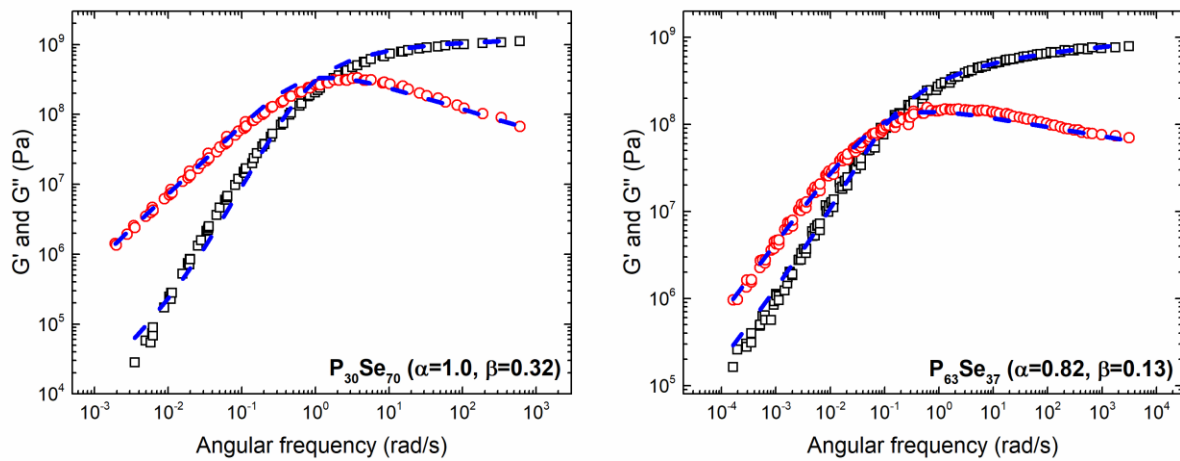 10⁹
10⁸
10⁷
10⁶
10⁵
10⁴
G' and G" (Pa)
P₃₀Se₇₀ (α=1.0, β=0.32)
10⁻³ 10⁻² 10⁻¹ 10⁰ 10¹ 10² 10³
Angular frequency (rad/s)
10⁹
10⁸
10⁷
10⁶
10⁵
G' and G" (Pa)
P₆₃Se₃₇ (α=0.82, β=0.13)
10⁻⁴ 10⁻³ 10⁻² 10⁻¹ 10⁰ 10¹ 10² 10³ 10⁴
Angular frequency (rad/s)